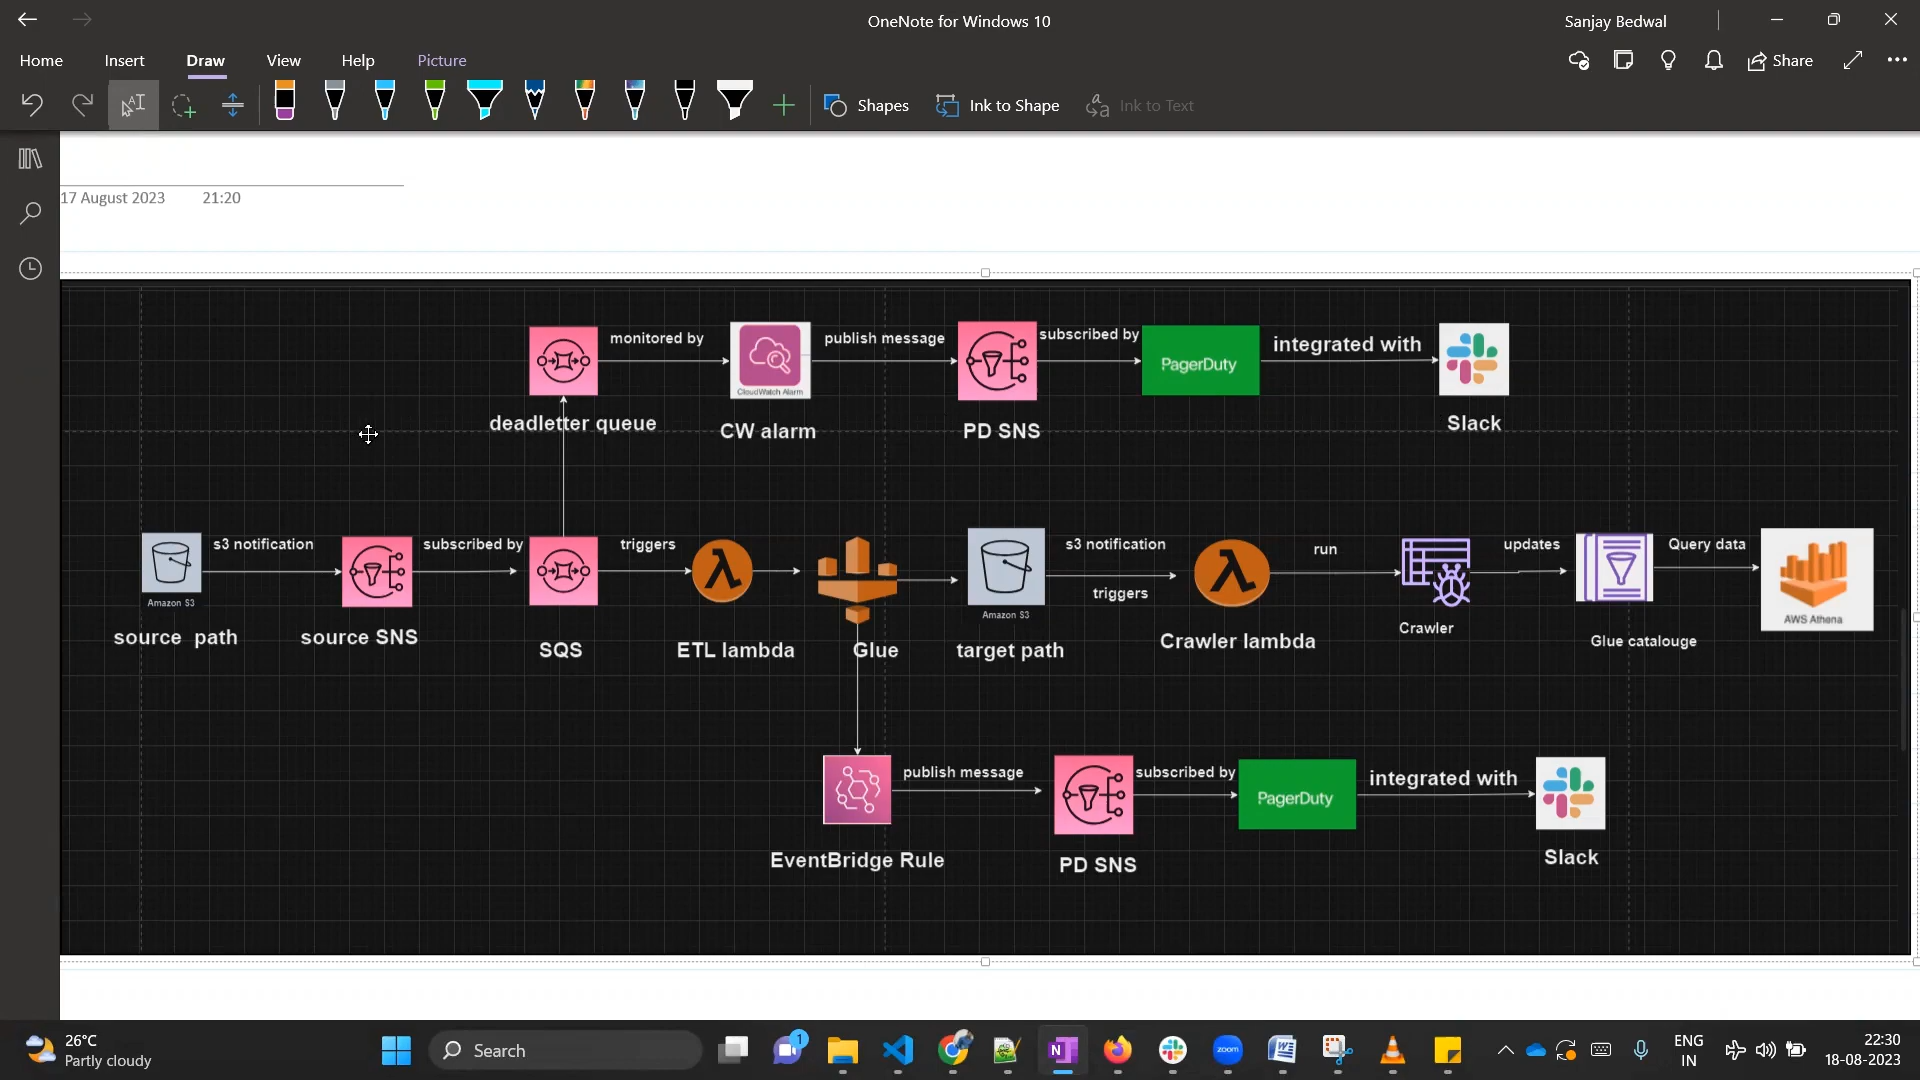 OneNote for Windows 10
Sanjay Bedwal
Home
Insert
Draw
View
Help
Picture
Share
Shapes
Ink to Shape
Ink to Text
17 August 2023 21:20
monitored by
publish message
subscribed by
integrated with
PagerDuty
CloudWatch Alarm
deadletter queue
CW alarm
PD SNS
Slack
s3 notification
subscribed by
triggers
s3 notification
triggers
run
updates
Query data
Amazon S3
Amazon S3
AWS Athena
source path
source SNS
SQS
ETL lambda
Glue
target path
Crawler lambda
Crawler
Glue catalouge
publish message
subscribed by
integrated with
PagerDuty
EventBridge Rule
PD SNS
Slack
26°C
Partly cloudy
Search
1
zoom
ENG
IN
22:30
18-08-2023